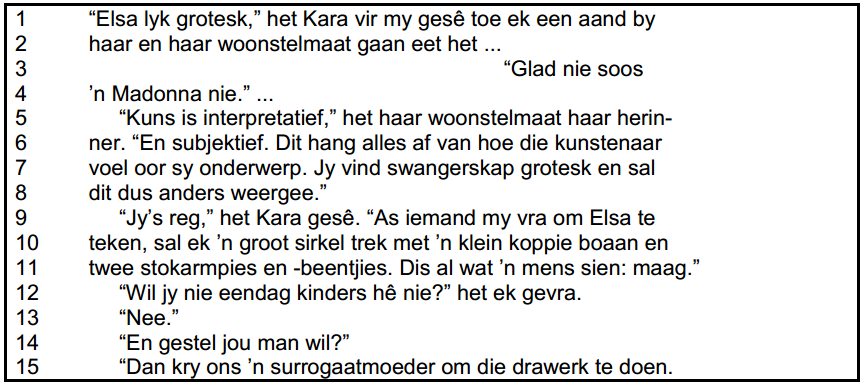 1 “Elsa lyk grotesk,” het Kara vir my gesê toe ek een aand by
2 haar en haar woonstelmaat gaan eet het ...
3 “Glad nie soos
4 ’n Madonna nie.” ...
5 “Kuns is interpretatief,” het haar woonstelmaat haar herin-
6 ner. “En subjektief. Dit hang alles af van hoe die kunstenaar
7 voel oor sy onderwerp. Jy vind swangerskap grotesk en sal
8 dit dus anders weergee.”
9 “Jy’s reg,” het Kara gesê. “As iemand my vra om Elsa te
10 teken, sal ek ’n groot sirkel trek met ’n klein koppie boaan en
11 twee stokarmpies en -beentjies. Dis al wat ’n mens sien: maag.”
12 “Wil jy nie eendag kinders hê nie?” het ek gevra.
13 “Nee.”
14 “En gestel jou man wil?”
15 “Dan kry ons ’n surrogaatmoeder om die drawerk te doen.